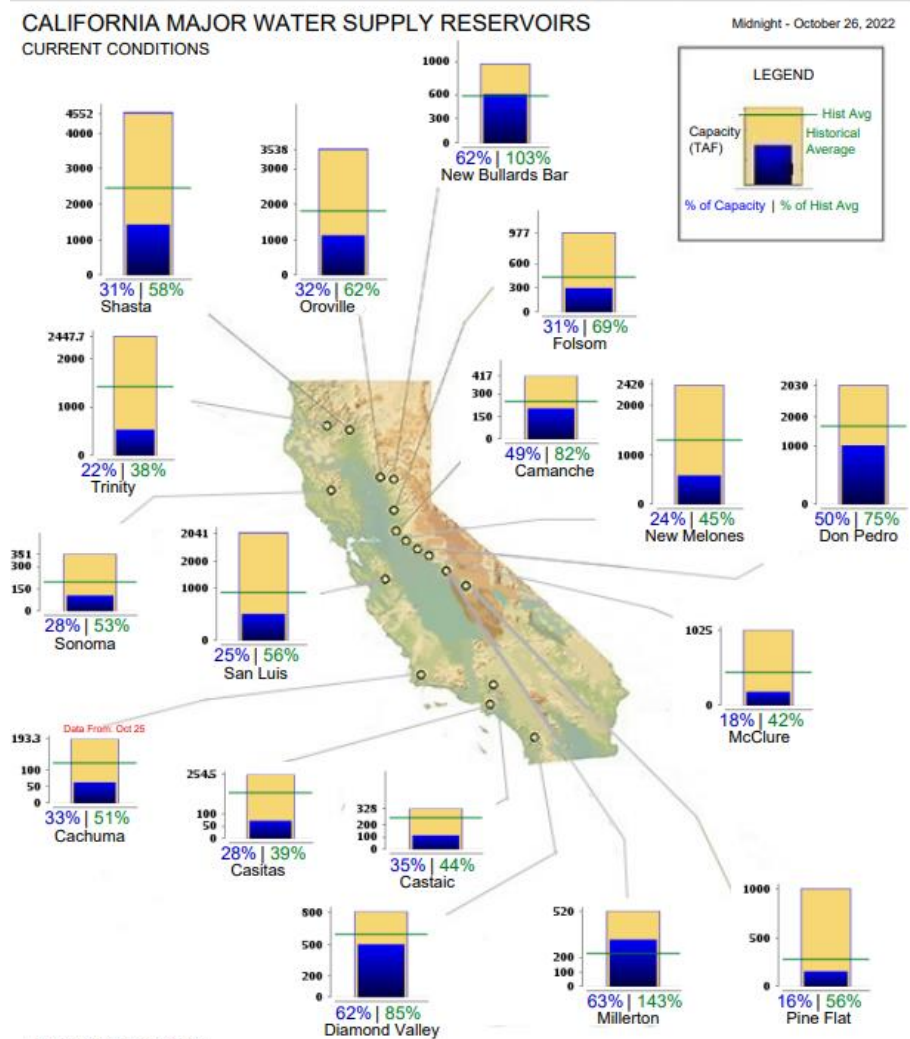 CALIFORNIA MAJOR WATER SUPPLY RESERVOIRS
Midnight - October 26, 2022
CURRENT CONDITIONS
LEGEND
Capacity
(TAF)
Hist Avg
Historical
Average
% of Capacity | % of Hist Avg
1000
600
300
0
62% | 103%
New Bullards Bar
4552
4000
3000
2000
1000
0
31% | 58%
Shasta
3538
3000
2000
1000
0
32% | 62%
Oroville
977
600
300
0
31% | 69%
Folsom
2447.7
2000
1000
0
22% | 38%
Trinity
417
300
150
0
49% | 82%
Camanche
2420
2000
1000
0
24% | 45%
New Melones
2030
2000
1000
0
50% | 75%
Don Pedro
351
300
150
0
28% | 53%
Sonoma
2041
2000
1000
0
25% | 56%
San Luis
1025
0
18% | 42%
McClure
Data From: Oct 25
193.3
100
50
0
33% | 51%
Cachuma
254.5
100
50
0
28% | 39%
Casitas
328
200
100
0
35% | 44%
Castaic
800
500
200
0
62% | 85%
Diamond Valley
520
200
100
0
63% | 143%
Millerton
1000
0
16% | 56%
Pine Flat